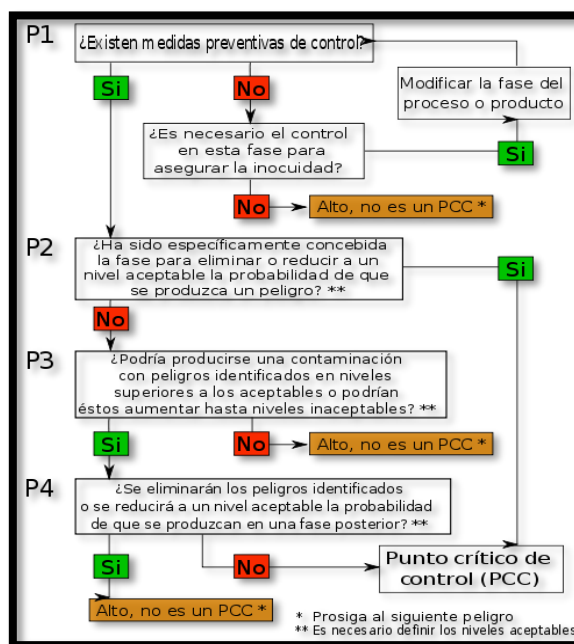 P1
¿Existen medidas preventivas de control?
Si
No
Modificar la fase del
proceso o producto
¿Es necesario el control
en esta fase para
asegurar la inocuidad?
Si
No
Alto, no es un PCC *
P2
¿Ha sido específicamente concebida
la fase para eliminar o reducir a un
nivel aceptable la probabilidad de que
se produzca un peligro? **
Si
No
P3
¿Podría producirse una contaminación
con peligros identificados en niveles
superiores a los aceptables o podrían
éstos aumentar hasta niveles inaceptables? **
Si
No
Alto, no es un PCC *
P4
¿Se eliminarán los peligros identificados
o se reducirá a un nivel aceptable la probabilidad
de que se produzcan en una fase posterior? **
Si
No
Punto crítico de
control (PCC)
Alto, no es un PCC *
* Prosiga al siguiente peligro
** Es necesario definir los niveles aceptables